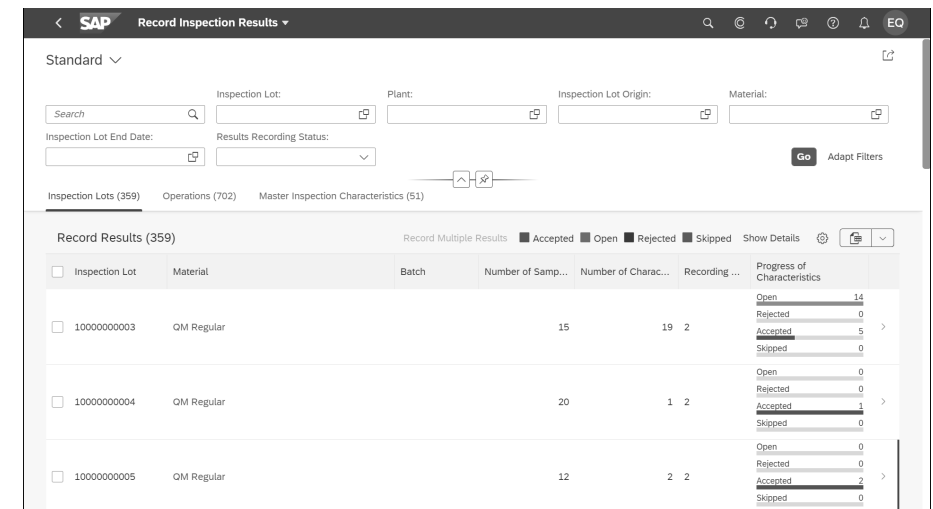 SAP Record Inspection Results
EQ
Standard
Inspection Lot: Plant: Inspection Lot Origin: Material:
Search
Inspection Lot End Date: Results Recording Status:
Go Adapt Filters
Inspection Lots (359) Operations (702) Master Inspection Characteristics (51)
Record Results (359) Record Multiple Results Accepted Open Rejected Skipped Show Details
Inspection Lot Material Batch Number of Samp... Number of Charac... Recording ... Progress of
Characteristics
Open 14
Rejected 0
10000000003 QM Regular 15 19 2
Accepted 5
Skipped 0
Open 0
Rejected 0
10000000004 QM Regular 20 1 2
Accepted 1
Skipped 0
Open 0
Rejected 0
10000000005 QM Regular 12 2 2
Accepted 2
Skipped 0